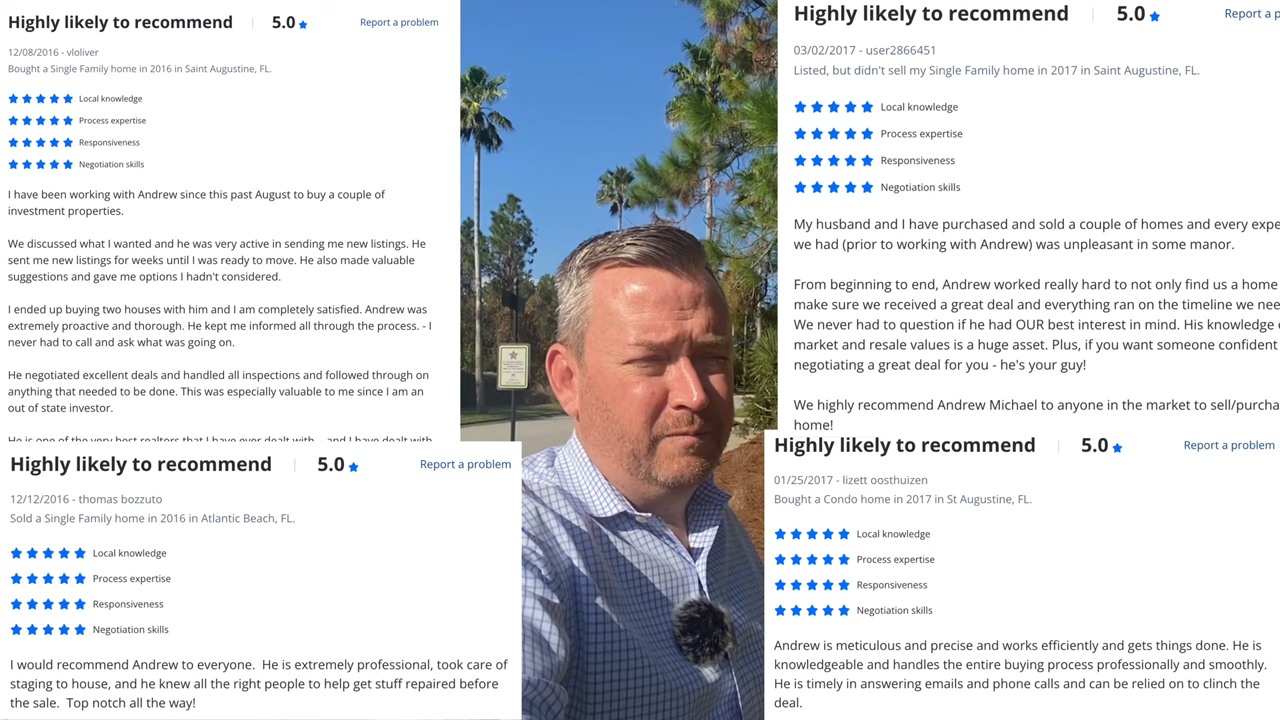 Highly likely to recommend 5.0 Report a problem
12/08/2016 - vloliver
Bought a Single Family home in 2016 in Saint Augustine, FL.
Local knowledge
Process expertise
Responsiveness
Negotiation skills
I have been working with Andrew since this past August to buy a couple of
investment properties.
We discussed what I wanted and he was very active in sending me new listings. He
sent me new listings for weeks until I was ready to move. He also made valuable
suggestions and gave me options I hadn't considered.
I ended up buying two houses with him and I am completely satisfied. Andrew was
extremely proactive and thorough. He kept me informed all through the process. - I
never had to call and ask what was going on.
He negotiated excellent deals and handled all inspections and followed through on
anything that needed to be done. This was especially valuable to me since I am an
out of state investor.
He is one of the very best realtors that I have ever dealt with - and I have dealt with
Highly likely to recommend 5.0 Report a problem
12/12/2016 - thomas bozzuto
Sold a Single Family home in 2016 in Atlantic Beach, FL.
Local knowledge
Process expertise
Responsiveness
Negotiation skills
I would recommend Andrew to everyone. He is extremely professional, took care of
staging to house, and he knew all the right people to help get stuff repaired before
the sale. Top notch all the way!
Highly likely to recommend 5.0 Report a p
03/02/2017 - user2866451
Listed, but didn't sell my Single Family home in 2017 in Saint Augustine, FL.
Local knowledge
Process expertise
Responsiveness
Negotiation skills
My husband and I have purchased and sold a couple of homes and every expe
we had (prior to working with Andrew) was unpleasant in some manor.
From beginning to end, Andrew worked really hard to not only find us a home
make sure we received a great deal and everything ran on the timeline we nee
We never had to question if he had OUR best interest in mind. His knowledge o
market and resale values is a huge asset. Plus, if you want someone confident
negotiating a great deal for you - he's your guy!
We highly recommend Andrew Michael to anyone in the market to sell/purcha
home!
Highly likely to recommend 5.0 Report a problem
01/25/2017 - lizett oosthuizen
Bought a Condo home in 2017 in St Augustine, FL.
Local knowledge
Process expertise
Responsiveness
Negotiation skills
Andrew is meticulous and precise and works efficiently and gets things done. He is
knowledgeable and handles the entire buying process professionally and smoothly.
He is timely in answering emails and phone calls and can be relied on to clinch the
deal.